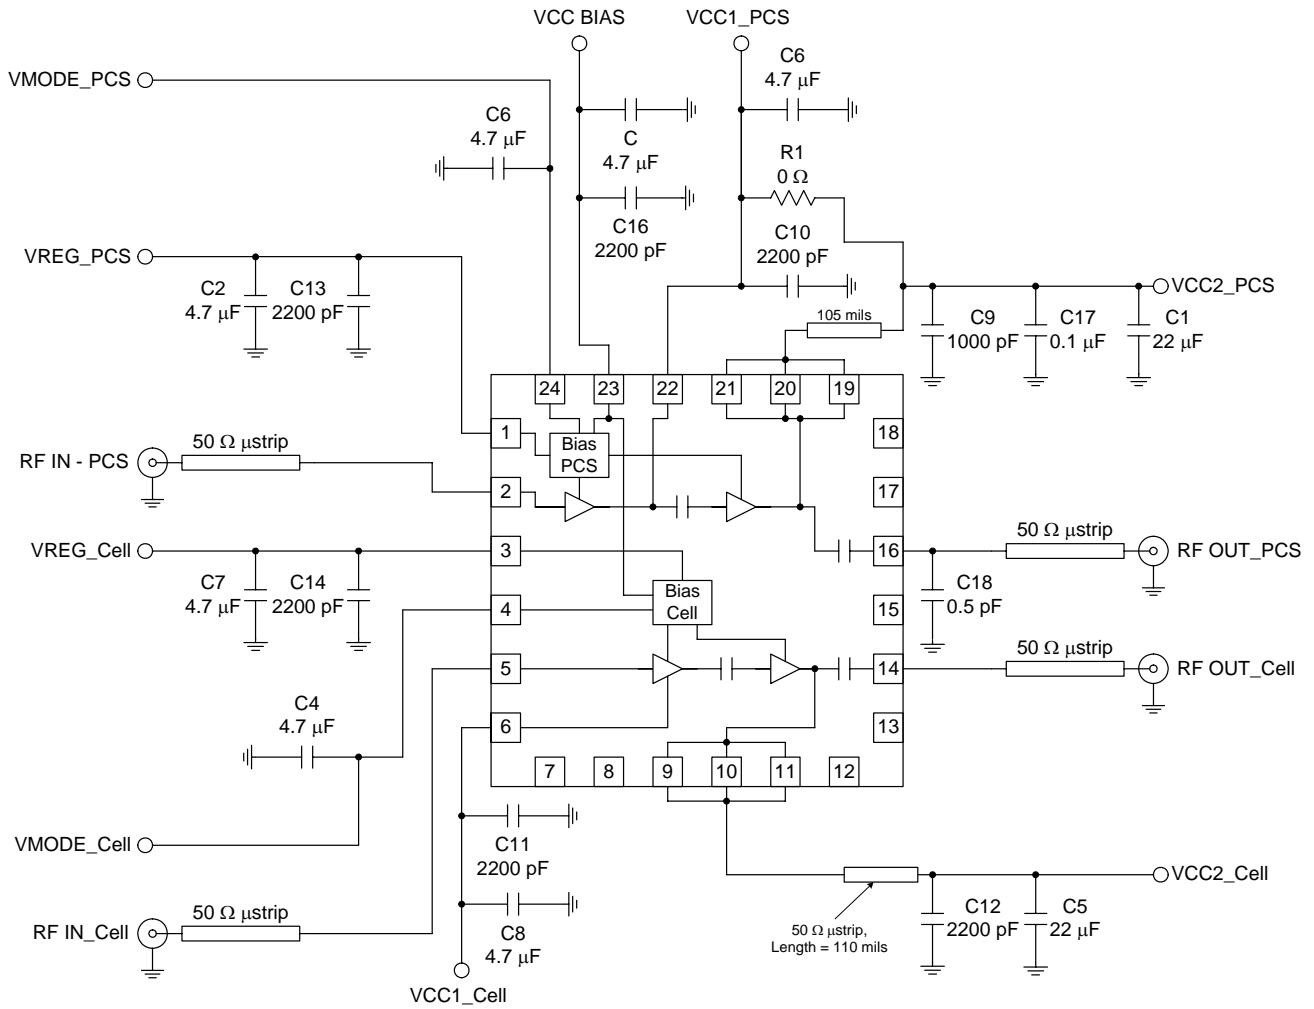 VCC BIAS
VCC1_PCS
VMODE_PCS
C6
4.7 µF
C6
4.7 µF
C
4.7 µF
R1
0 Ω
C16
2200 pF
C10
2200 pF
VREG_PCS
C2
4.7 µF
C13
2200 pF
VCC2_PCS
105 mils
C9
1000 pF
C17
0.1 µF
C1
22 µF
24
23
22
21
20
19
1
18
Bias
PCS
RF IN - PCS
50 Ω µstrip
2
17
VREG_Cell
3
16
50 Ω µstrip
RF OUT_PCS
C7
4.7 µF
C14
2200 pF
C18
0.5 pF
Bias
Cell
4
15
5
14
50 Ω µstrip
RF OUT_Cell
C4
4.7 µF
6
13
7
8
9
10
11
12
VMODE_Cell
C11
2200 pF
VCC2_Cell
RF IN_Cell
50 Ω µstrip
C8
4.7 µF
50 Ω µstrip,
Length = 110 mils
C12
2200 pF
C5
22 µF
VCC1_Cell